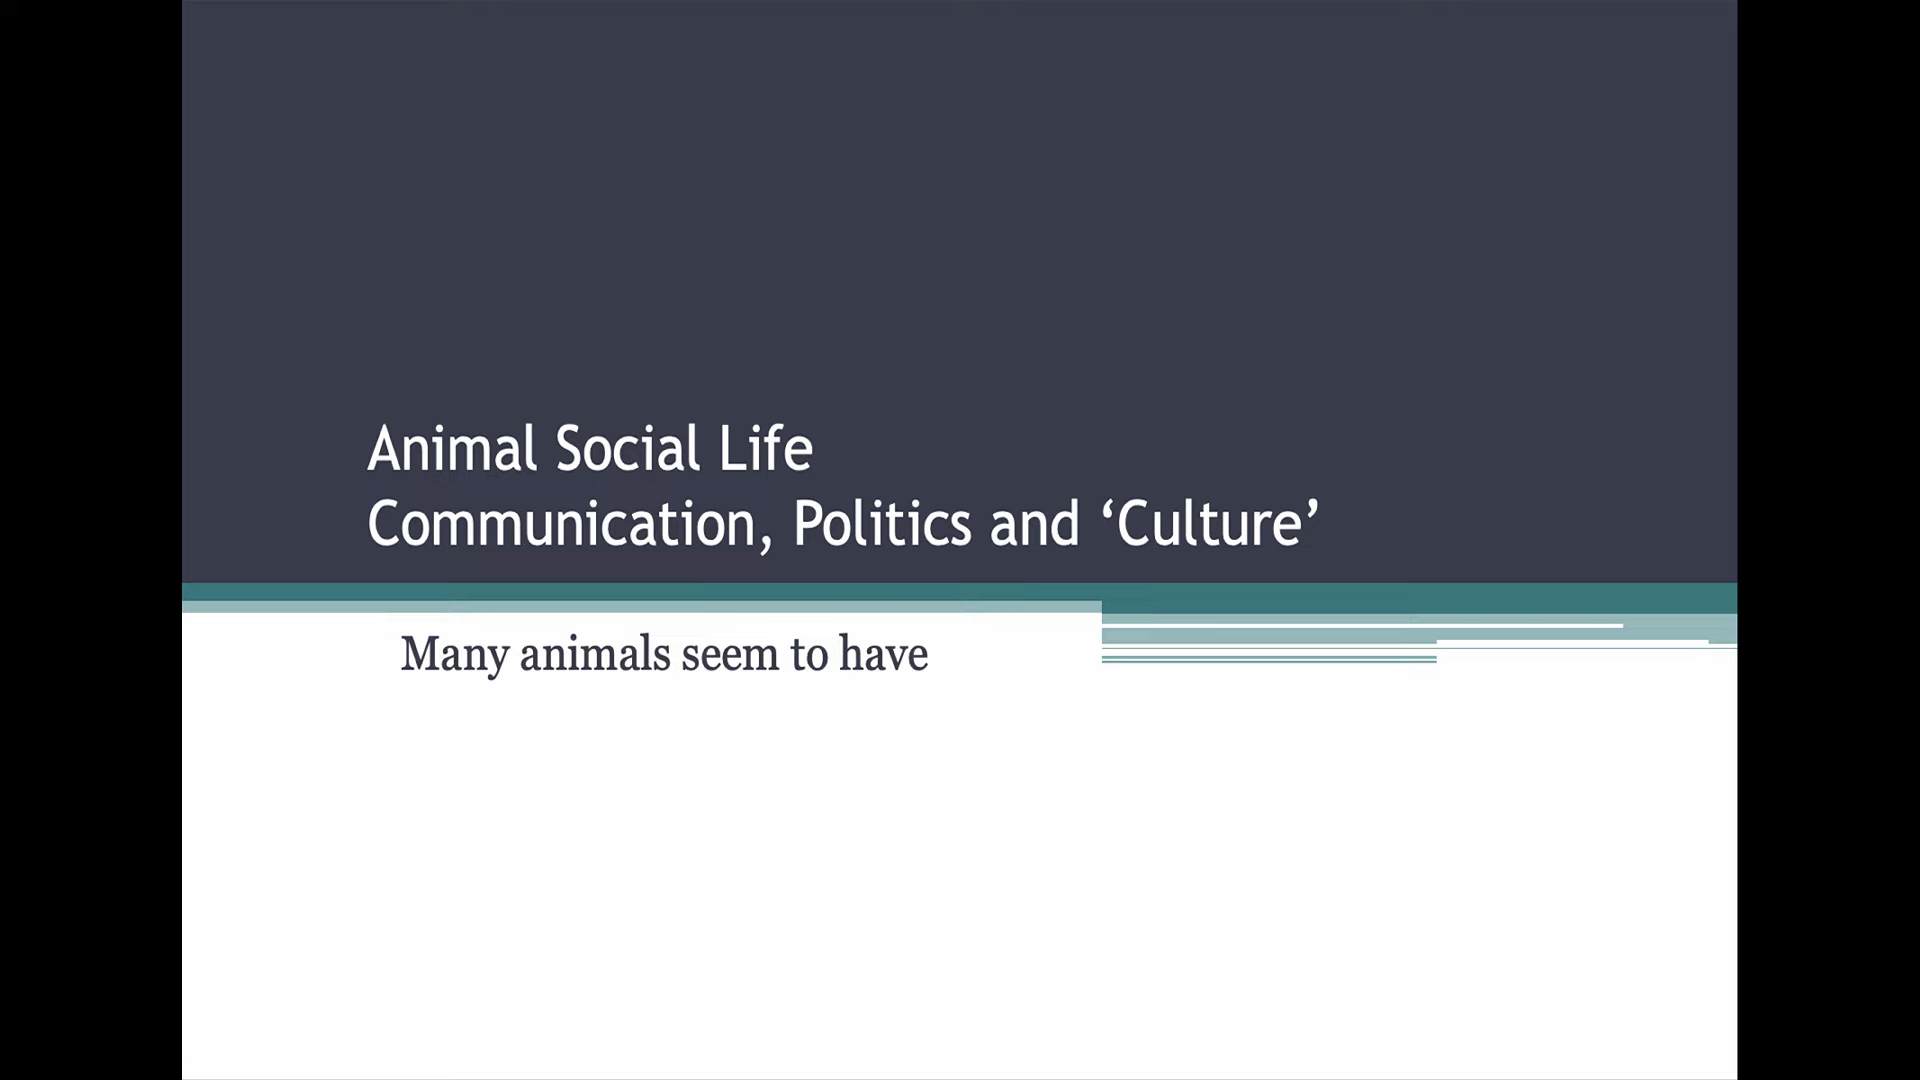 Animal Social Life
Communication, Politics and ‘Culture’
Many animals seem to have